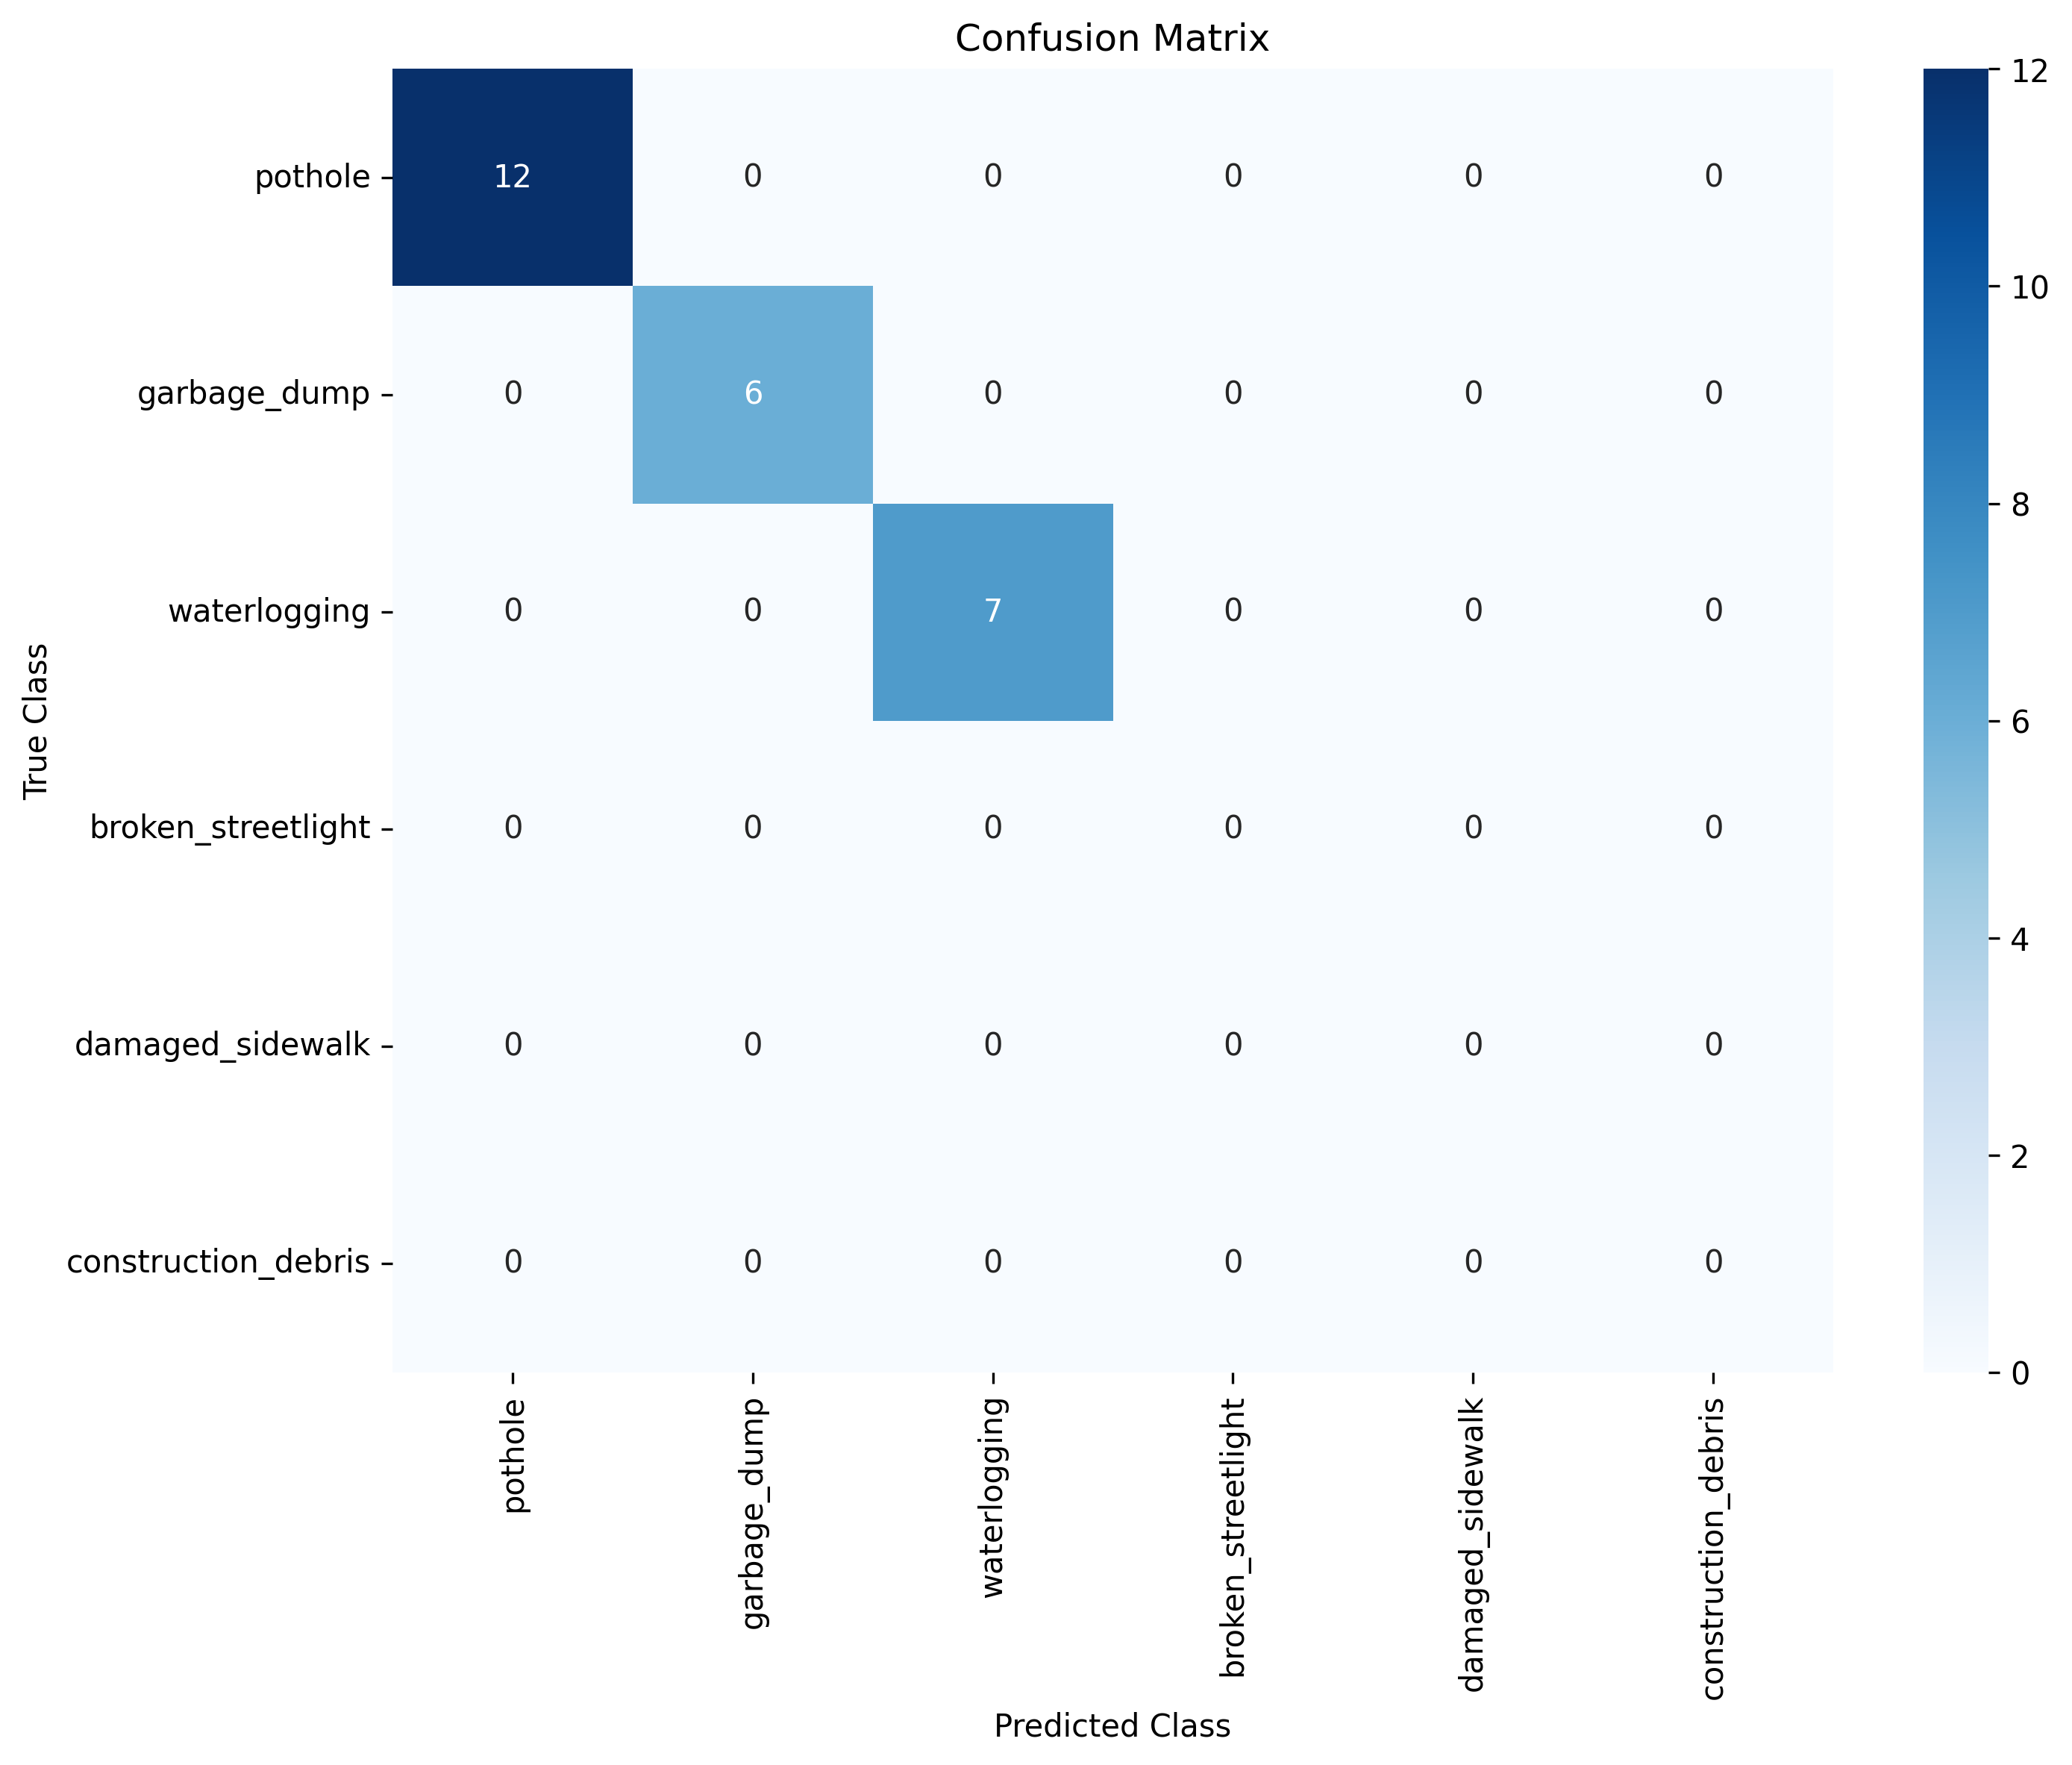 Confusion Matrix
pothole 12 0 0 0 0 0
garbage_dump 0 6 0 0 0 0
waterlogging 0 0 7 0 0 0
broken_streetlight 0 0 0 0 0 0
damaged_sidewalk 0 0 0 0 0 0
construction_debris 0 0 0 0 0 0
True Class
pothole garbage_dump waterlogging broken_streetlight damaged_sidewalk construction_debris
Predicted Class
12
10
8
6
4
2
0